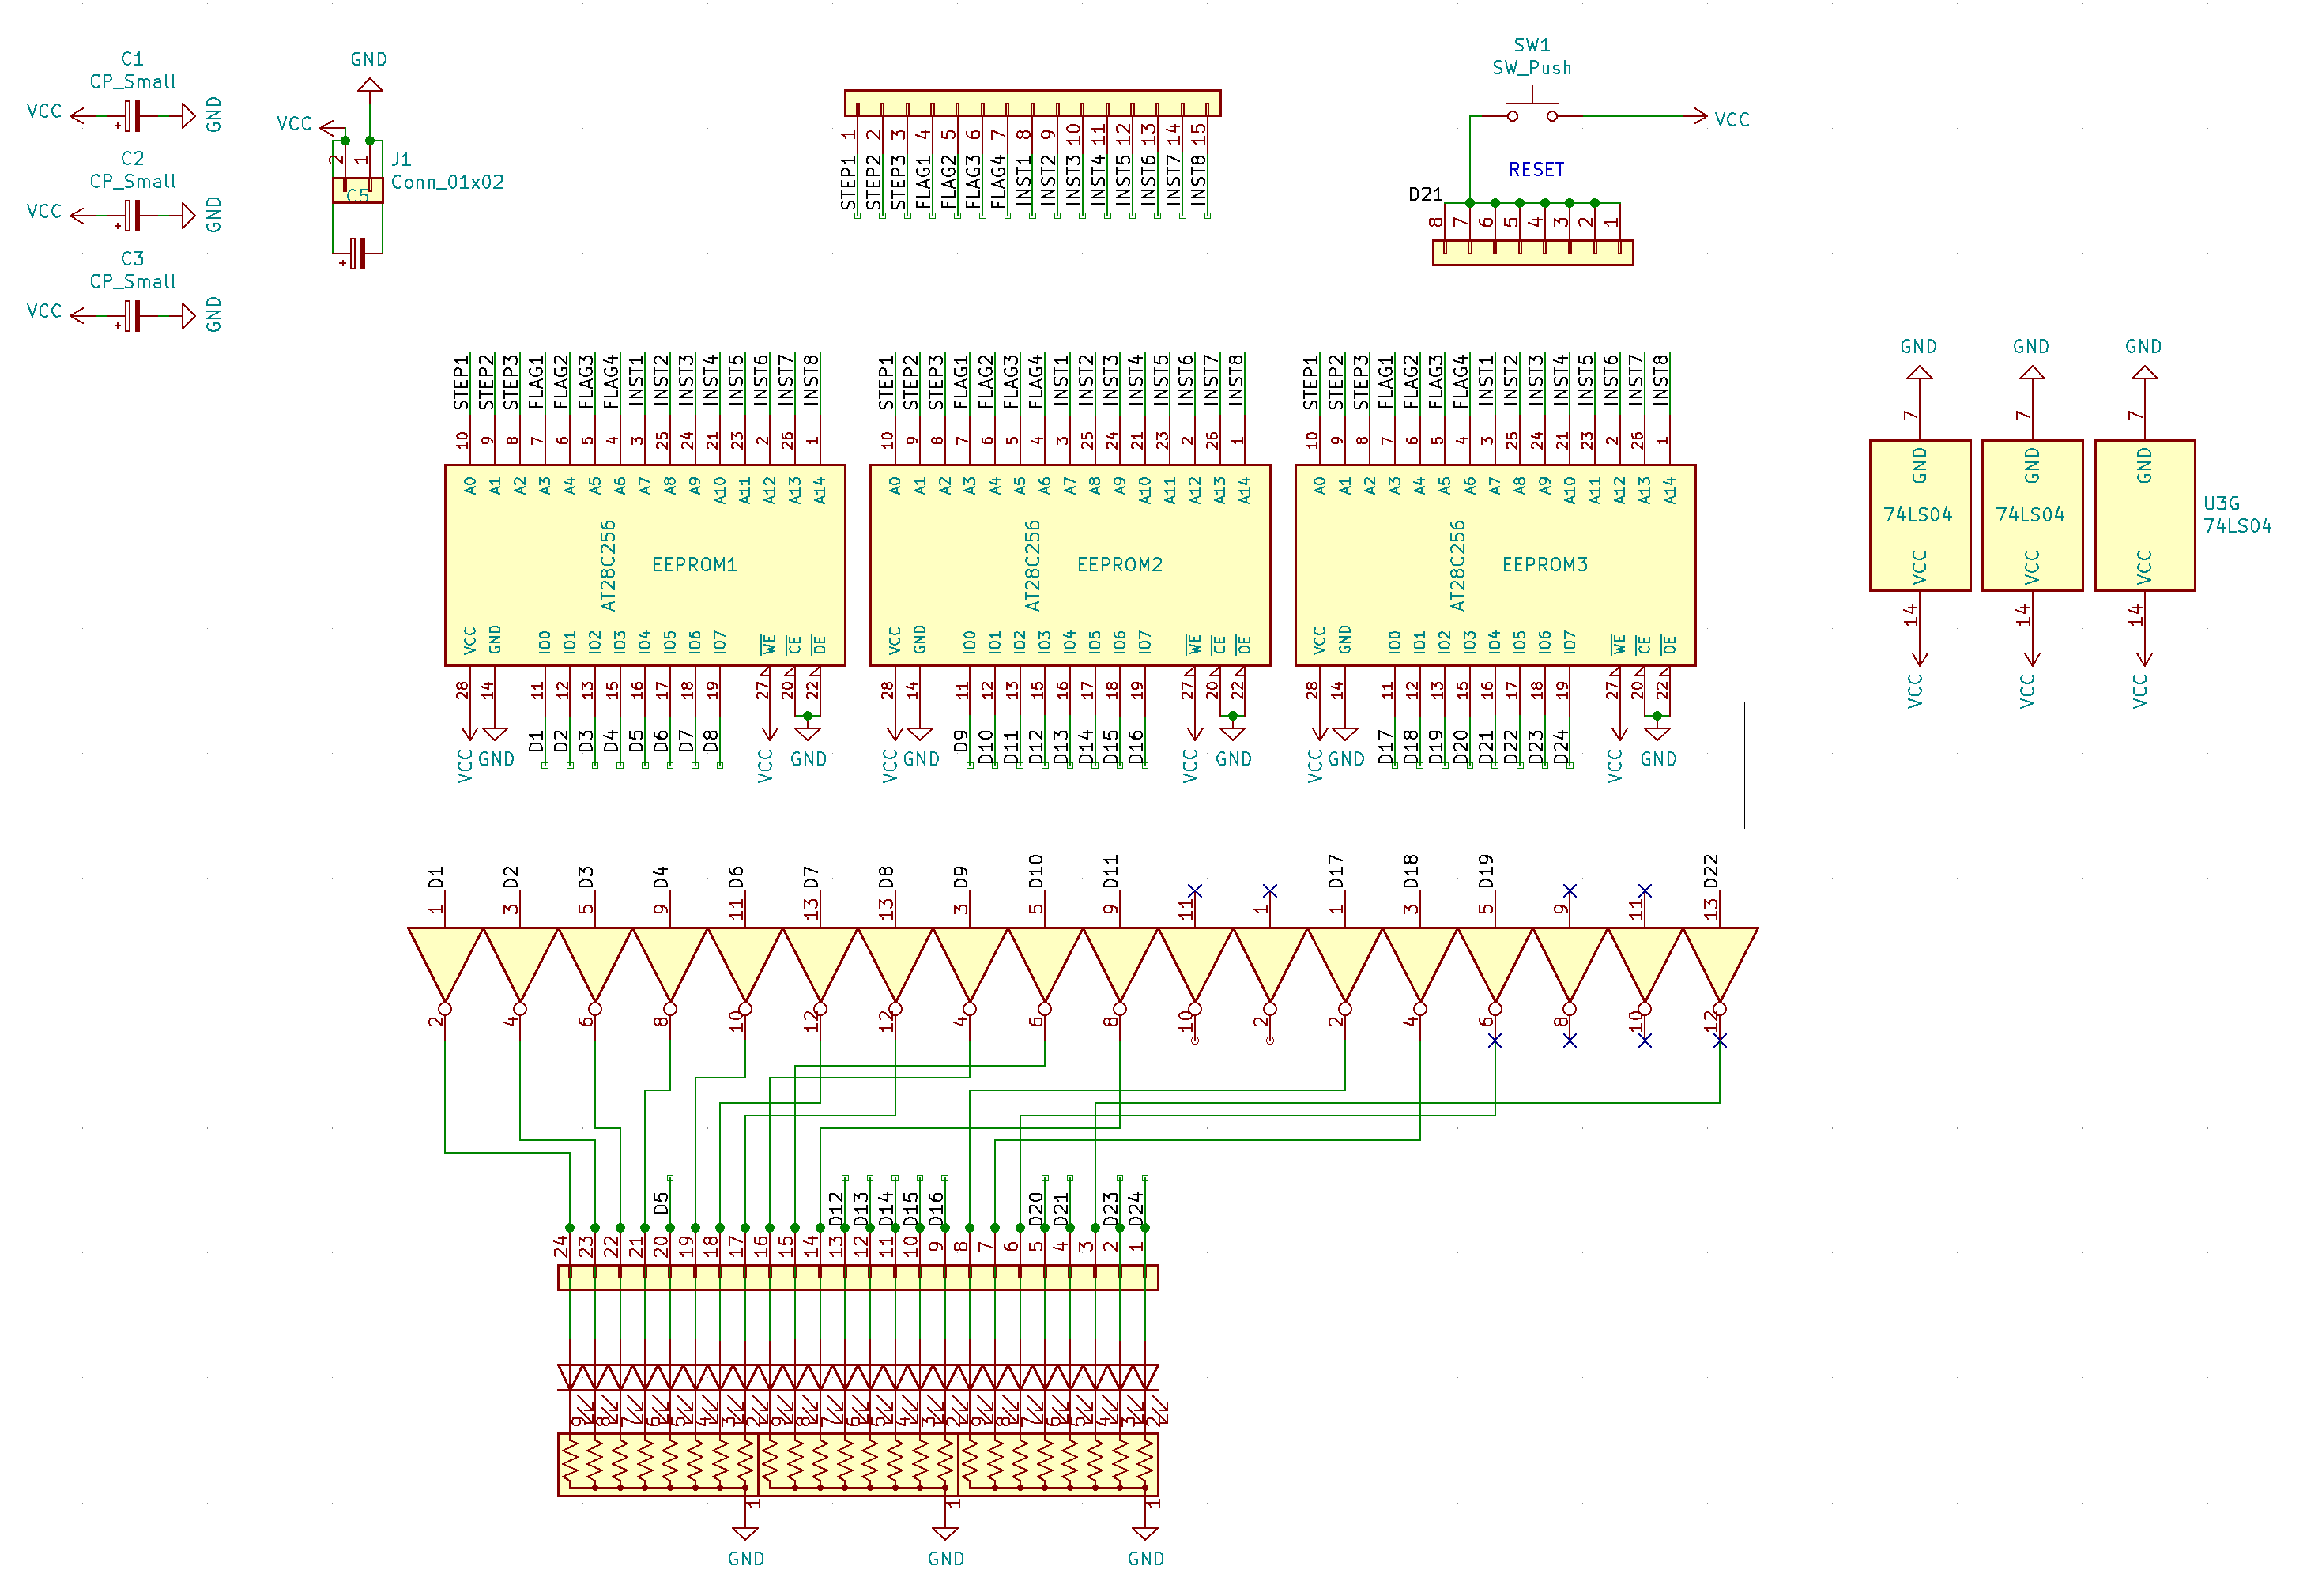 C1
CP_Small
VCC
+
GND
C2
CP_Small
VCC
+
GND
C3
CP_Small
VCC
+
GND
GND
VCC
2 1
J1
Conn_01x02
C5
+
1 2 3 4 5 6 7 8 9 10 11 12 13 14 15
STEP1 STEP2 STEP3 FLAG1 FLAG2 FLAG3 FLAG4 INST1 INST2 INST3 INST4 INST5 INST6 INST7 INST8
SW1
SW_Push
VCC
RESET
D21
8 7 6 5 4 3 2 1
STEP1 STEP2 STEP3 FLAG1 FLAG2 FLAG3 FLAG4 INST1 INST2 INST3 INST4 INST5 INST6 INST7 INST8
10 9 8 7 6 5 4 3 25 24 21 23 2 26 1
A0 A1 A2 A3 A4 A5 A6 A7 A8 A9 A10 A11 A12 A13 A14
AT28C256
EEPROM1
VCC GND IO0 IO1 IO2 IO3 IO4 IO5 IO6 IO7 WE CE OE
28 14 11 12 13 15 16 17 18 19 27 20 22
VCC GND D1 D2 D3 D4 D5 D6 D7 D8 VCC GND
STEP1 STEP2 STEP3 FLAG1 FLAG2 FLAG3 FLAG4 INST1 INST2 INST3 INST4 INST5 INST6 INST7 INST8
10 9 8 7 6 5 4 3 25 24 21 23 2 26 1
A0 A1 A2 A3 A4 A5 A6 A7 A8 A9 A10 A11 A12 A13 A14
AT28C256
EEPROM2
VCC GND IO0 IO1 IO2 IO3 IO4 IO5 IO6 IO7 WE CE OE
28 14 11 12 13 15 16 17 18 19 27 20 22
VCC GND D9 D10 D11 D12 D13 D14 D15 D16 VCC GND
STEP1 STEP2 STEP3 FLAG1 FLAG2 FLAG3 FLAG4 INST1 INST2 INST3 INST4 INST5 INST6 INST7 INST8
10 9 8 7 6 5 4 3 25 24 21 23 2 26 1
A0 A1 A2 A3 A4 A5 A6 A7 A8 A9 A10 A11 A12 A13 A14
AT28C256
EEPROM3
VCC GND IO0 IO1 IO2 IO3 IO4 IO5 IO6 IO7 WE CE OE
28 14 11 12 13 15 16 17 18 19 27 20 22
VCC GND D17 D18 D19 D20 D21 D22 D23 D24 VCC GND
GND
7
GND
74LS04
VCC
14
VCC
GND
7
GND
74LS04
VCC
14
VCC
GND
7
GND
VCC
14
VCC
U3G
74LS04
D1 D2 D3 D4 D6 D7 D8 D9 D10 D11 D17 D18 D19 D22
1 3 5 9 11 13 13 3 5 9 11 1 1 3 5 9 11 13
2 4 6 8 10 12 12 4 6 8 10 2 2 4 6 8 10 12
D5 D12 D13 D14 D15 D16 D20 D21 D23 D24
24 23 22 21 20 19 18 17 16 15 14 13 12 11 10 9 8 7 6 5 4 3 2 1
9 8 7 6 5 4 3 2 9 8 7 6 5 4 3 2 9 8 7 6 5 4 3 2
1 1 1
GND GND GND